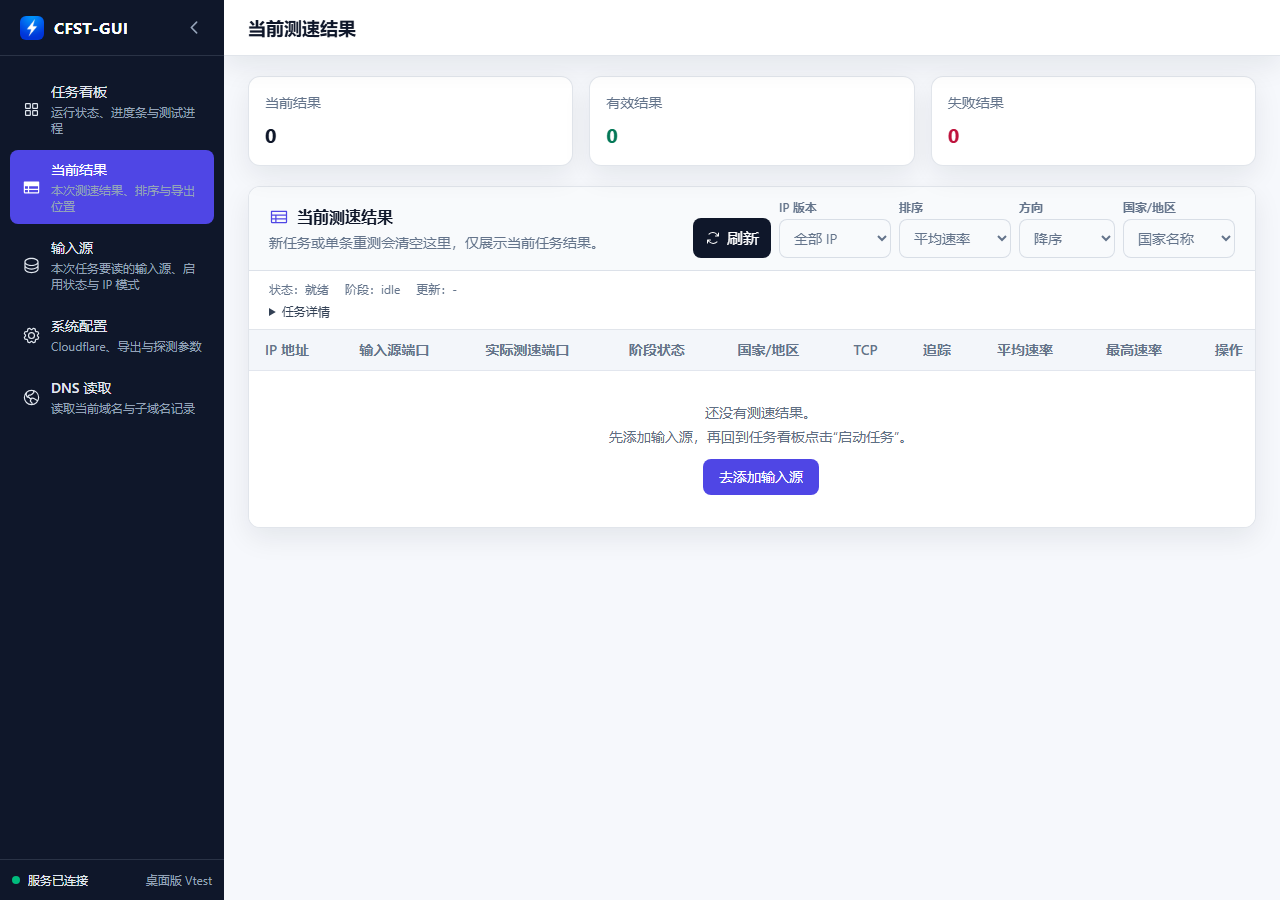 CFST-GUI
任务看板
运行状态、进度条与测试进
程
当前结果
本次测速结果、排序与导出
位置
输入源
本次任务要读的输入源、启
用状态与 IP 模式
系统配置
Cloudflare、导出与探测参数
DNS 读取
读取当前域名与子域名记录
服务已连接 桌面版 Vtest
当前测速结果
当前结果 有效结果 失败结果
0 0 0
当前测速结果
新任务或单条重测会清空这里，仅展示当前任务结果。
刷新
IP 版本 排序 方向 国家/地区
全部 IP 平均速率 降序 国家名称
状态：就绪 阶段：idle 更新：-
任务详情
IP 地址 输入源端口 实际测速端口 阶段状态 国家/地区 TCP 追踪 平均速率 最高速率 操作
还没有测速结果。
先添加输入源，再回到任务看板点击“启动任务”。
去添加输入源